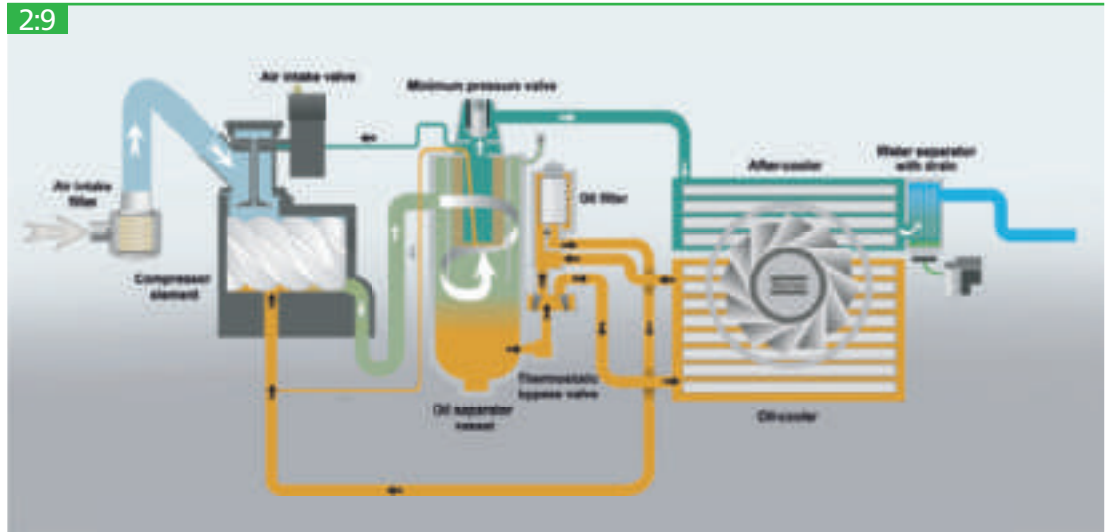 2:9
Air intake valve
Minimum pressure valve
After-cooler
Water separator
with drain
Air intake
filter
Oil filter
Compressor
element
Thermostatic
bypass valve
Oil separator
vessel
Oil-cooler